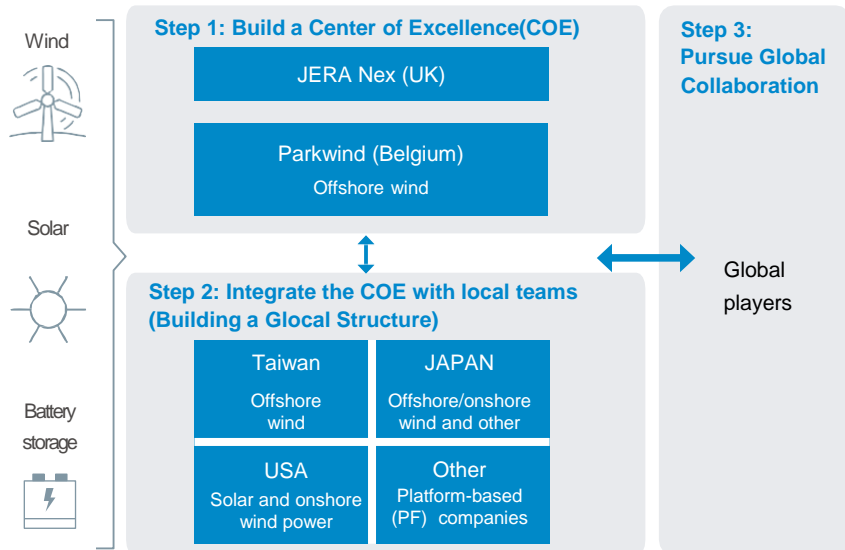 Wind
Solar
Battery
storage
Step 1: Build a Center of Excellence(COE)
JERA Nex (UK)
Parkwind (Belgium)
Offshore wind
Step 2: Integrate the COE with local teams
(Building a Glocal Structure)
Taiwan
Offshore
wind
JAPAN
Offshore/onshore
wind and other
USA
Solar and onshore
wind power
Other
Platform-based
(PF) companies
Step 3:
Pursue Global
Collaboration
Global
players